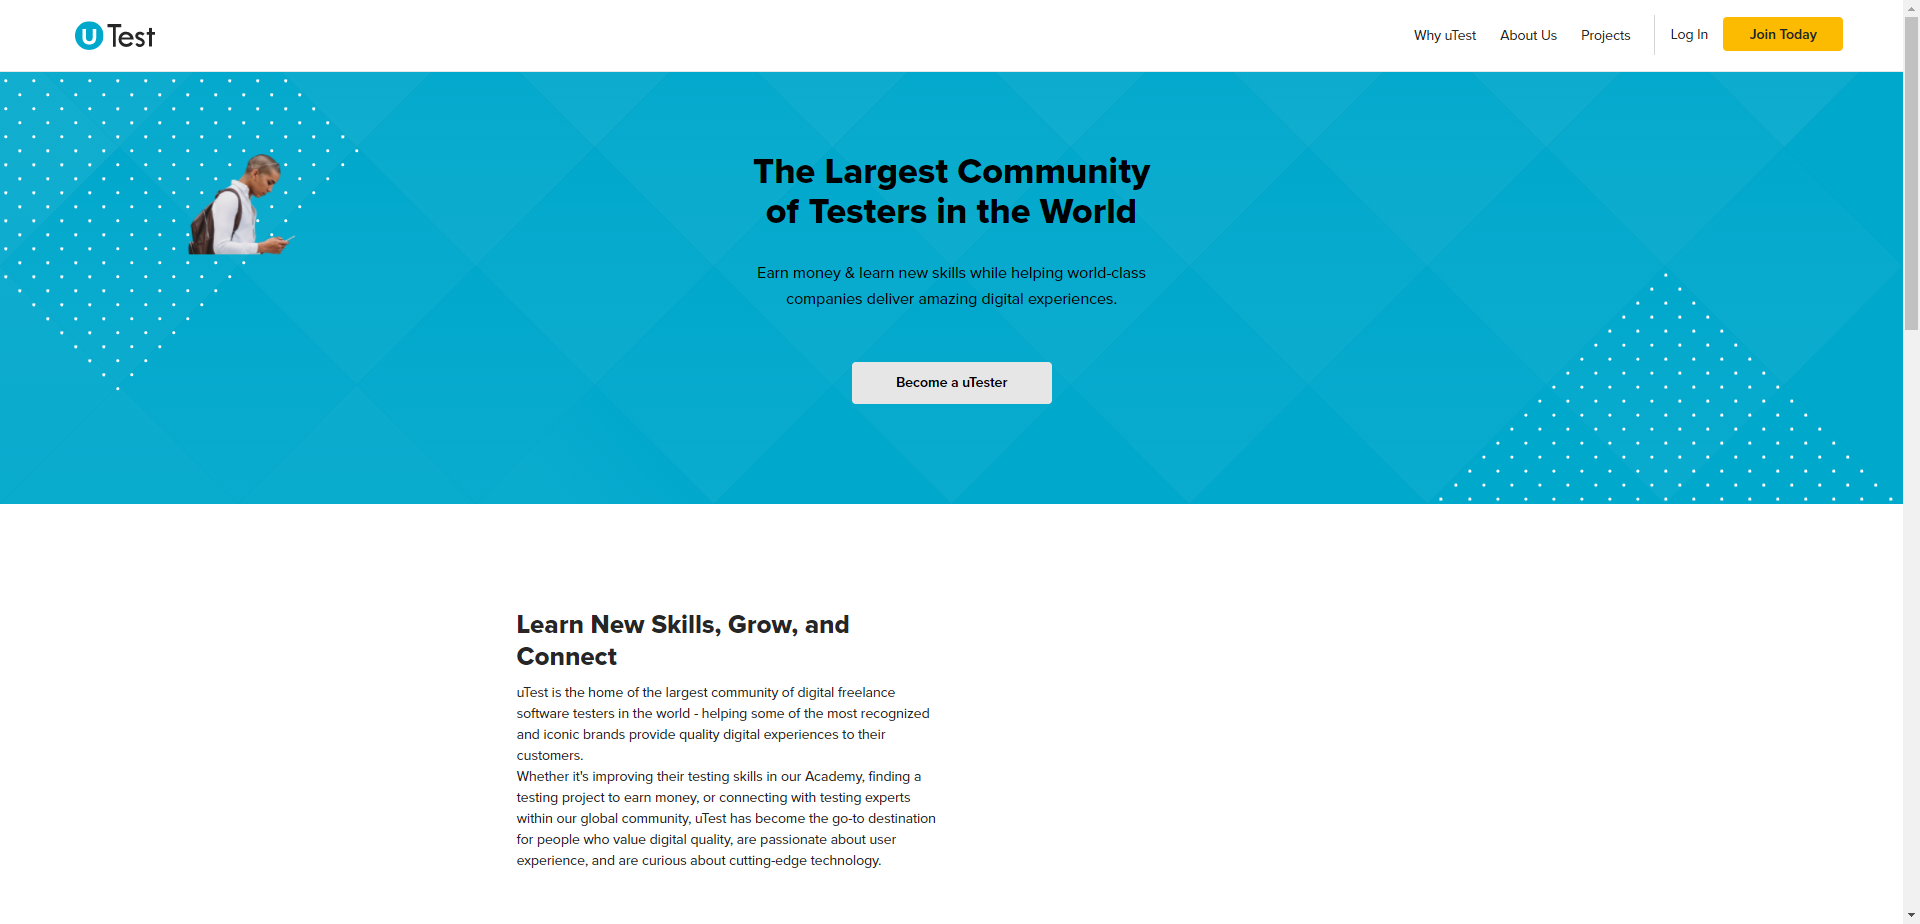 uTest
Why uTest
About Us
Projects
Log In
Join Today
The Largest Community
of Testers in the World
Earn money & learn new skills while helping world-class
companies deliver amazing digital experiences.
Become a uTester
Learn New Skills, Grow, and
Connect
uTest is the home of the largest community of digital freelance
software testers in the world - helping some of the most recognized
and iconic brands provide quality digital experiences to their
customers.
Whether it's improving their testing skills in our Academy, finding a
testing project to earn money, or connecting with testing experts
within our global community, uTest has become the go-to destination
for people who value digital quality, are passionate about user
experience, and are curious about cutting-edge technology.